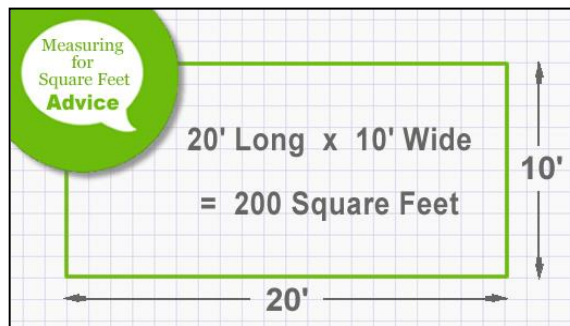 Measuring
for
Square Feet
Advice
20' Long x 10' Wide
= 200 Square Feet
10'
20'